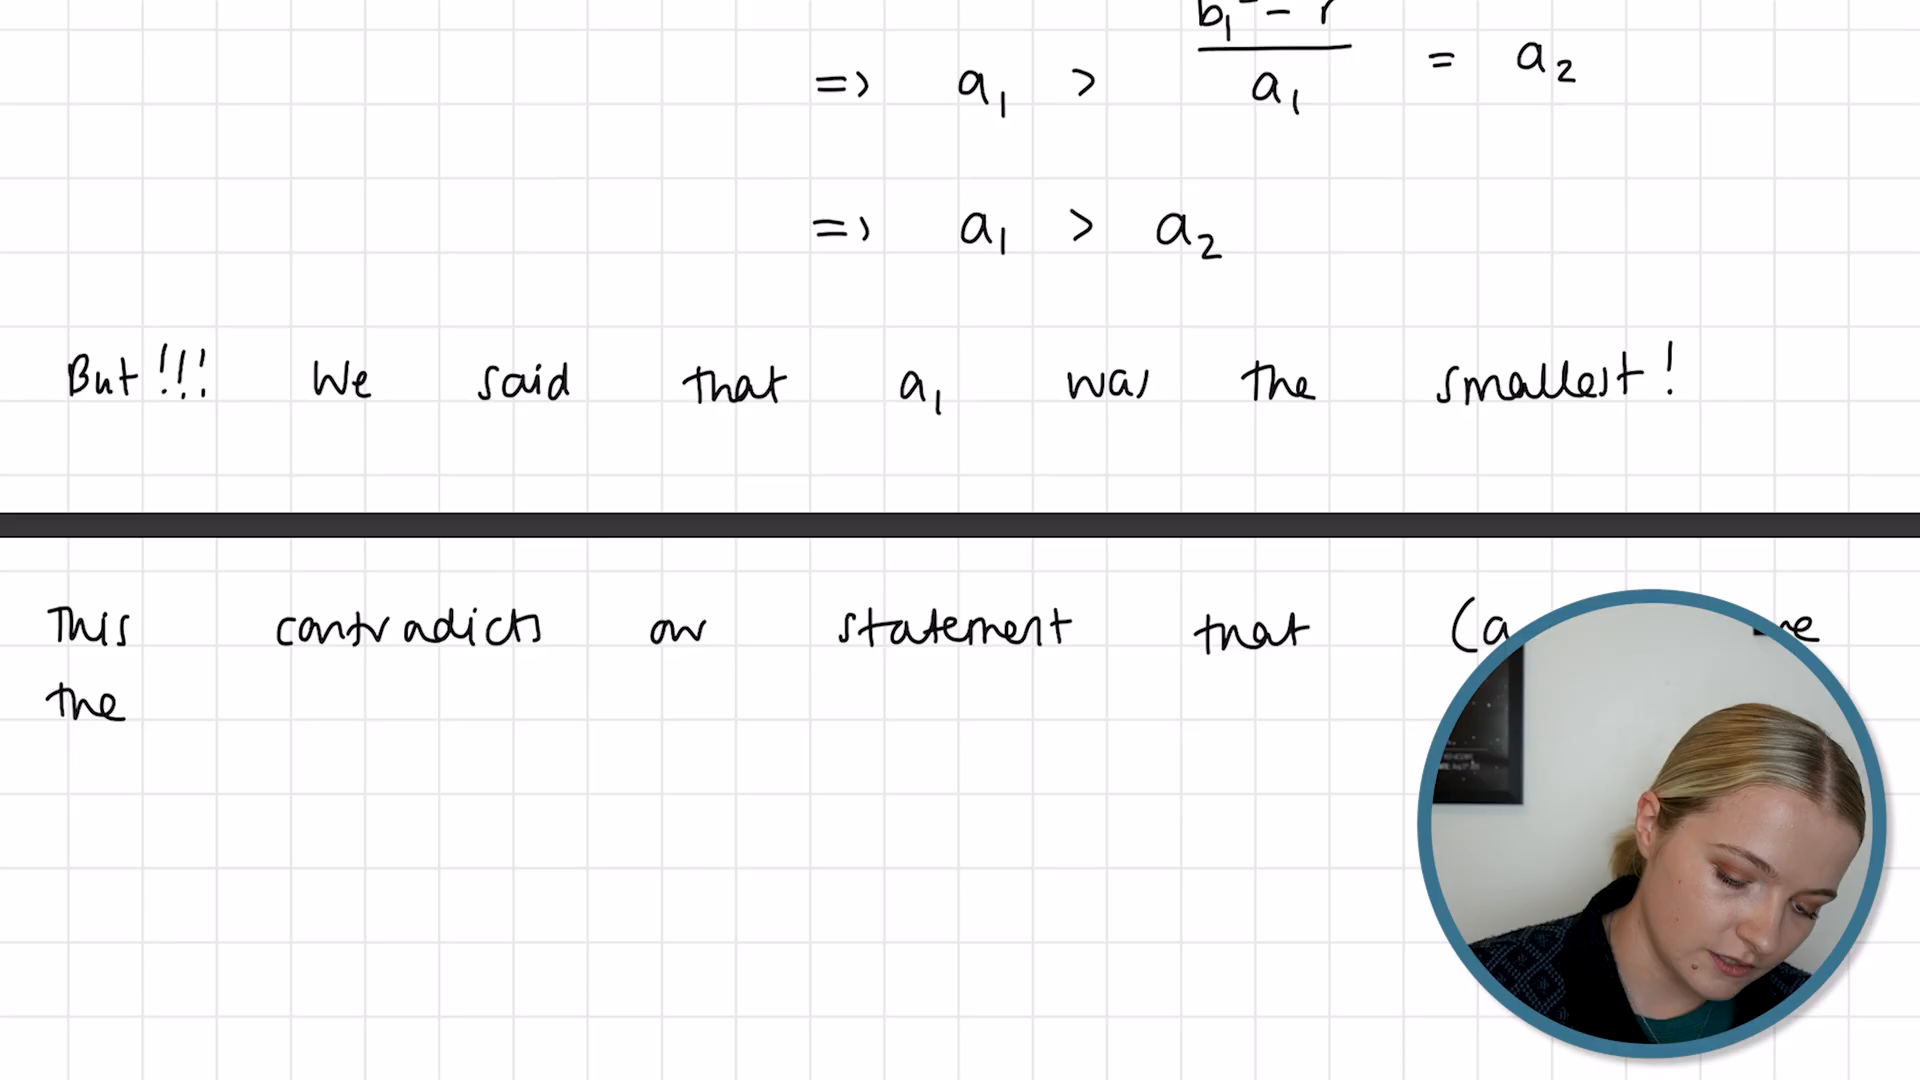 b₁² - r
=> a₁ > ——— = a₂
a₁
=> a₁ > a₂
But!!! We said that a₁ was the smallest!
This contradicts our statement that (a
the